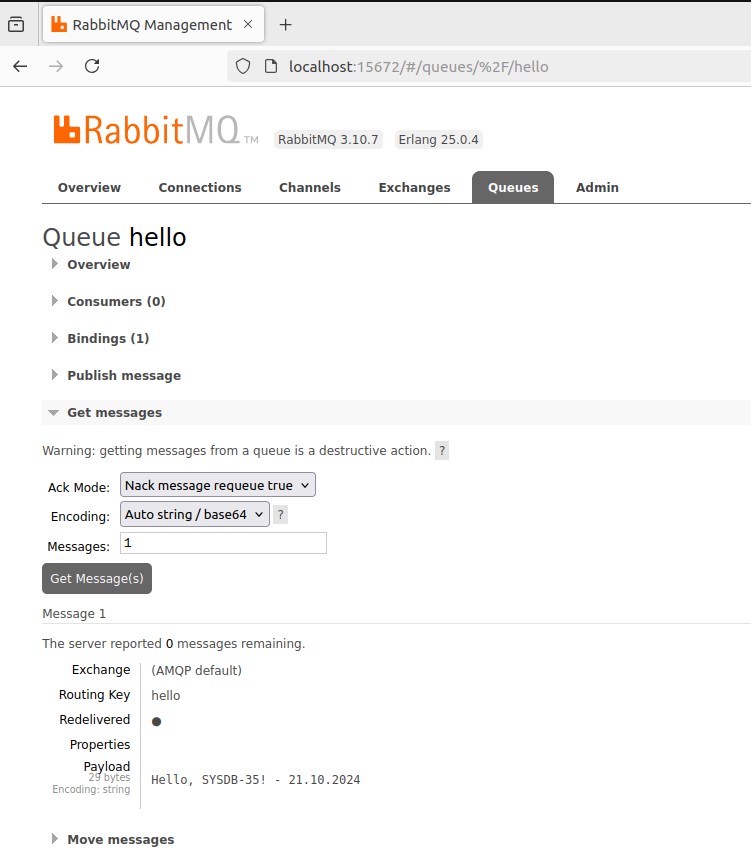 RabbitMQ Management
localhost:15672/#/queues/%2F/hello
RabbitMQ TM RabbitMQ 3.10.7 Erlang 25.0.4
Overview Connections Channels Exchanges Queues Admin
Queue hello
Overview
Consumers (0)
Bindings (1)
Publish message
Get messages
Warning: getting messages from a queue is a destructive action. ?
Ack Mode: Nack message requeue true
Encoding: Auto string / base64 ?
Messages: 1
Get Message(s)
Message 1
The server reported 0 messages remaining.
Exchange (AMQP default)
Routing Key hello
Redelivered ●
Properties
Payload
29 bytes
Encoding: string
Hello, SYSDB-35! - 21.10.2024
Move messages